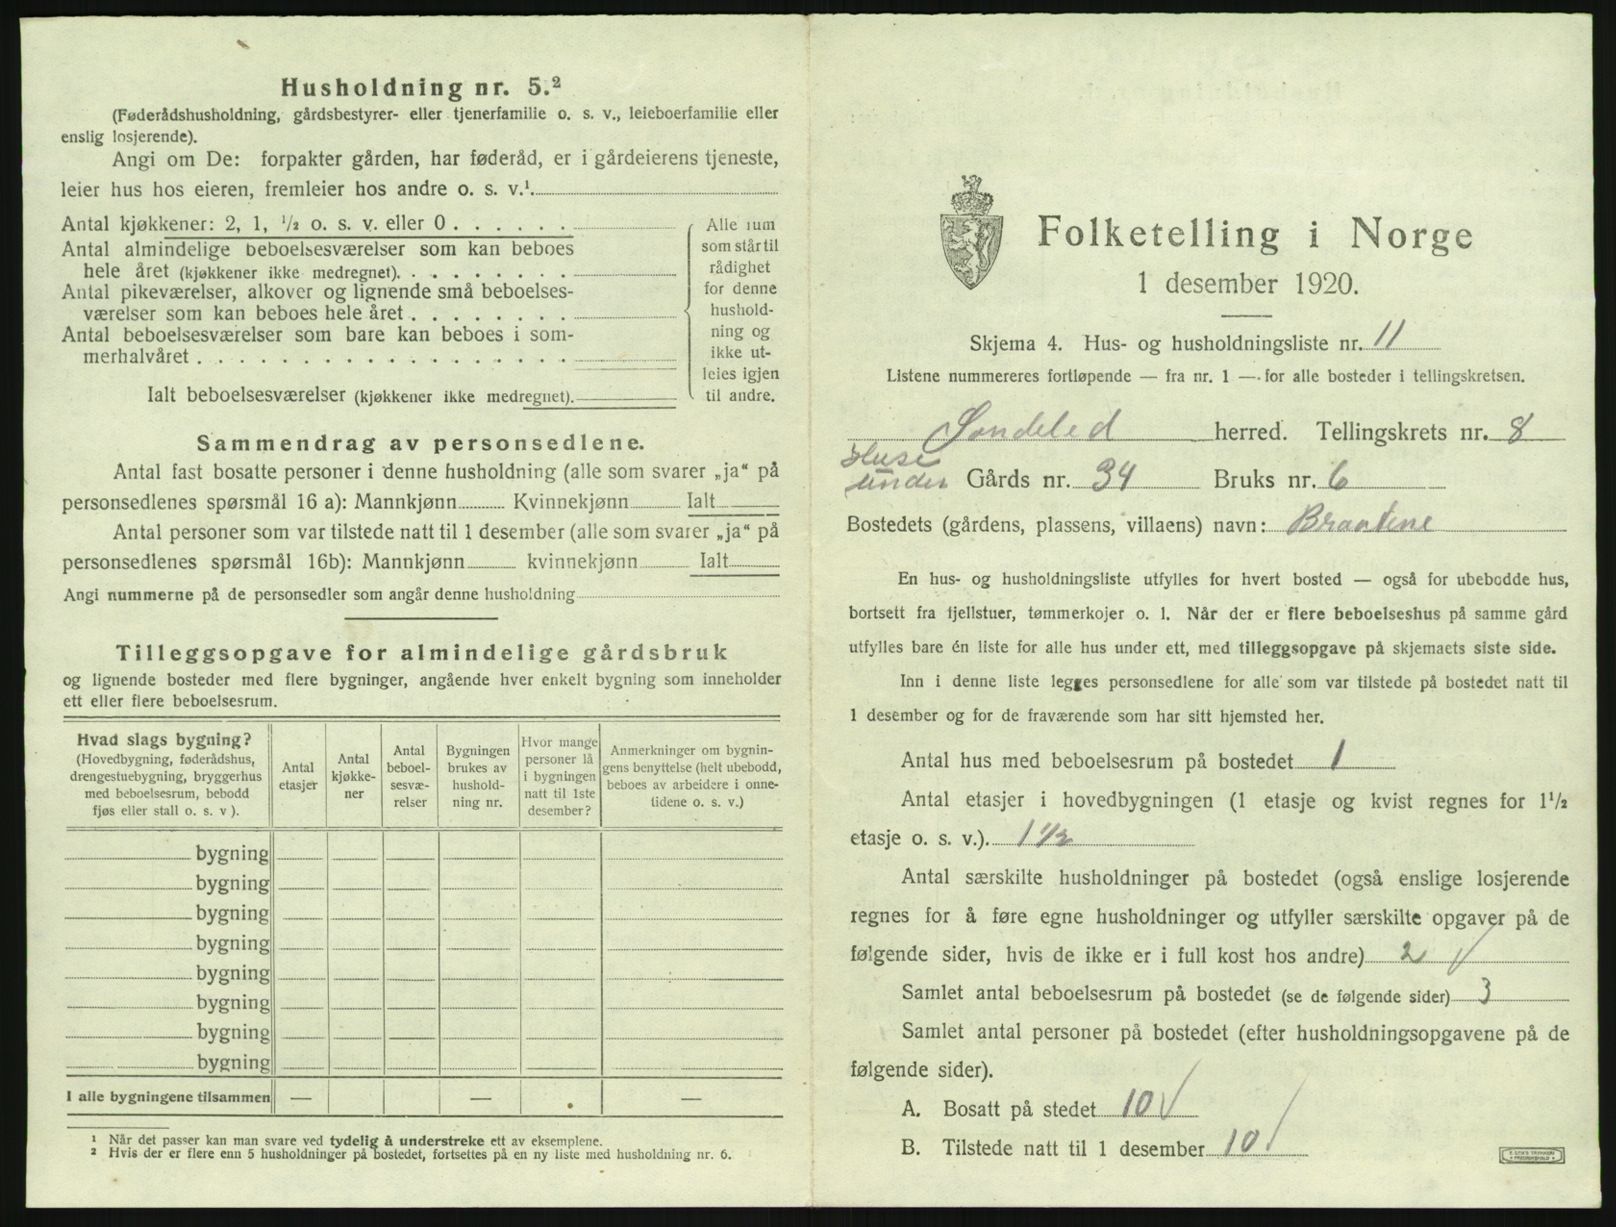 Husholdning nr. 5.²
(Føderådshusholdning, gårdsbestyrer- eller tjenerfamilie o. s. v., leieboerfamilie eller
enslig losjerende).
Angi om De: forpakter gården, har føderåd, er i gårdeierens tjeneste,
leier hus hos eieren, fremleier hos andre o. s. v.¹
Antal kjøkkener: 2, 1, ½ o. s. v. eller 0
Antal almindelige beboelsesværelser som kan beboes
hele året (kjøkkener ikke medregnet)
Antal pikeværelser, alkover og lignende små beboelses-
værelser som kan beboes hele året
Antal beboelsesværelser som bare kan beboes i som-
merhalvåret
Ialt beboelsesværelser (kjøkkener ikke medregnet)
Alle rum
som står til
rådighet
for denne
hushold-
ning og
ikke ut-
leies igjen
til andre.
Sammendrag av personsedlene.
Antal fast bosatte personer i denne husholdning (alle som svarer „ja“ på
personsedlenes spørsmål 16 a): Mannkjønn Kvinnekjønn Ialt
Antal personer som var tilstede natt til 1 desember (alle som svarer „ja“ på
personsedlenes spørsmål 16b): Mannkjønn kvinnekjønn Ialt
Angi nummerne på de personsedler som angår denne husholdning
Tilleggsopgave for almindelige gårdsbruk
og lignende bosteder med flere bygninger, angående hver enkelt bygning som inneholder
ett eller flere beboelsesrum.
Hvad slags bygning?
(Hovedbygning, føderådshus,
drengestuebygning, bryggerhus
med beboelsesrum, bebodd
fjøs eller stall o. s. v ).
Antal
etasjer
Antal
kjøkke-
ner
Antal
beboel-
sesvæ-
relser
Bygningen
brukes av
hushold-
ning nr.
Hvor mange
personer lå
i bygningen
natt til 1ste
desember?
Anmerkninger om bygnin-
gens benyttelse (helt ubebodd,
beboes av arbeidere i onne-
tidene o. s. v.)
bygning
bygning
bygning
bygning
bygning
bygning
bygning
bygning
I alle bygningene tilsammen — — —
¹ Når det passer kan man svare ved tydelig å understreke ett av eksemplene.
² Hvis der er flere enn 5 husholdninger på bostedet, fortsettes på en ny liste med husholdning nr. 6.
Folketelling i Norge
1 desember 1920.
Skjema 4. Hus- og husholdningsliste nr. 11
Listene nummereres fortløpende — fra nr. 1 — for alle bosteder i tellingskretsen.
Søndeled herred. Tellingskrets nr. 8
Huse
under Gårds nr. 34 Bruks nr. 6
Bostedets (gårdens, plassens, villaens) navn: Braatene
En hus- og husholdningsliste utfylles for hvert bosted — også for ubebodde hus,
bortsett fra fjellstuer, tømmerkojer o. l. Når der er flere beboelseshus på samme gård
utfylles bare én liste for alle hus under ett, med tilleggsopgave på skjemaets siste side.
Inn i denne liste legges personsedlene for alle som var tilstede på bostedet natt til
1 desember og for de fraværende som har sitt hjemsted her.
Antal hus med beboelsesrum på bostedet 1
Antal etasjer i hovedbygningen (1 etasje og kvist regnes for 1½
etasje o. s. v.). 1 1/2
Antal særskilte husholdninger på bostedet (også enslige losjerende
regnes for å føre egne husholdninger og utfyller særskilte opgaver på de
følgende sider, hvis de ikke er i full kost hos andre) 2 √
Samlet antal beboelsesrum på bostedet (se de følgende sider) 3
Samlet antal personer på bostedet (efter husholdningsopgavene på de
følgende sider).
A. Bosatt på stedet 10 √
B. Tilstede natt til 1 desember 10 √